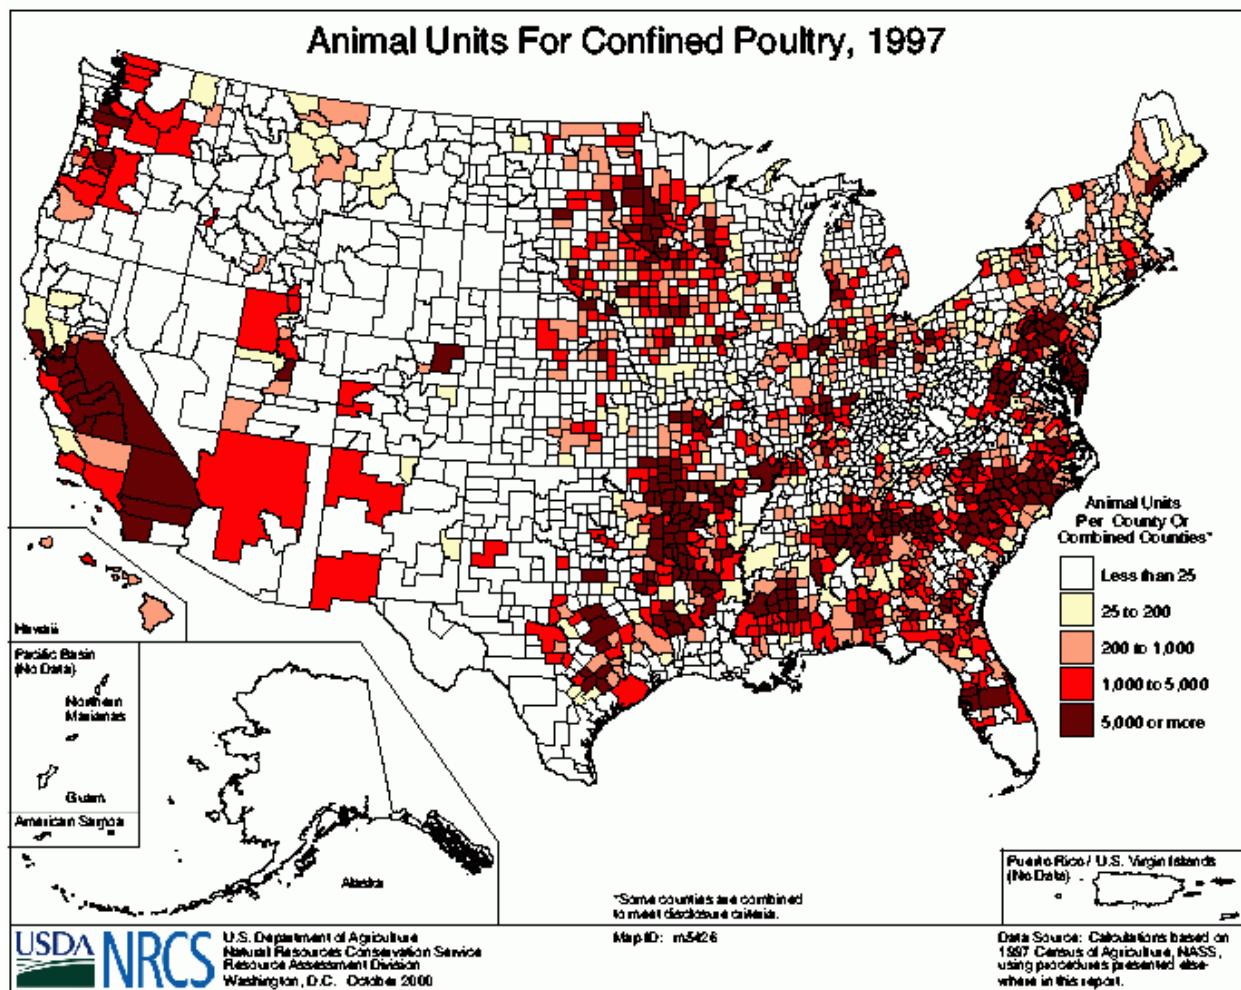 Animal Units For Confined Poultry, 1997
Animal Units
Per County Or
Combined Counties*
Less than 25
25 to 200
200 to 1,000
1,000 to 5,000
5,000 or more
Hawaii
Pacific Basin
(No Data)
Northern
Marianas
Guam
American Samoa
Alaska
*Some counties are combined
to meet disclosure criteria.
Puerto Rico / U.S. Virgin Islands
(No Data)
USDA
NRCS
U.S. Department of Agriculture
Natural Resources Conservation Service
Resource Assessment Division
Washington, D.C. October 2000
Map ID: m5426
Data Source: Calculations based on
1997 Census of Agriculture, NASS,
using procedures presented else-
where in this report.